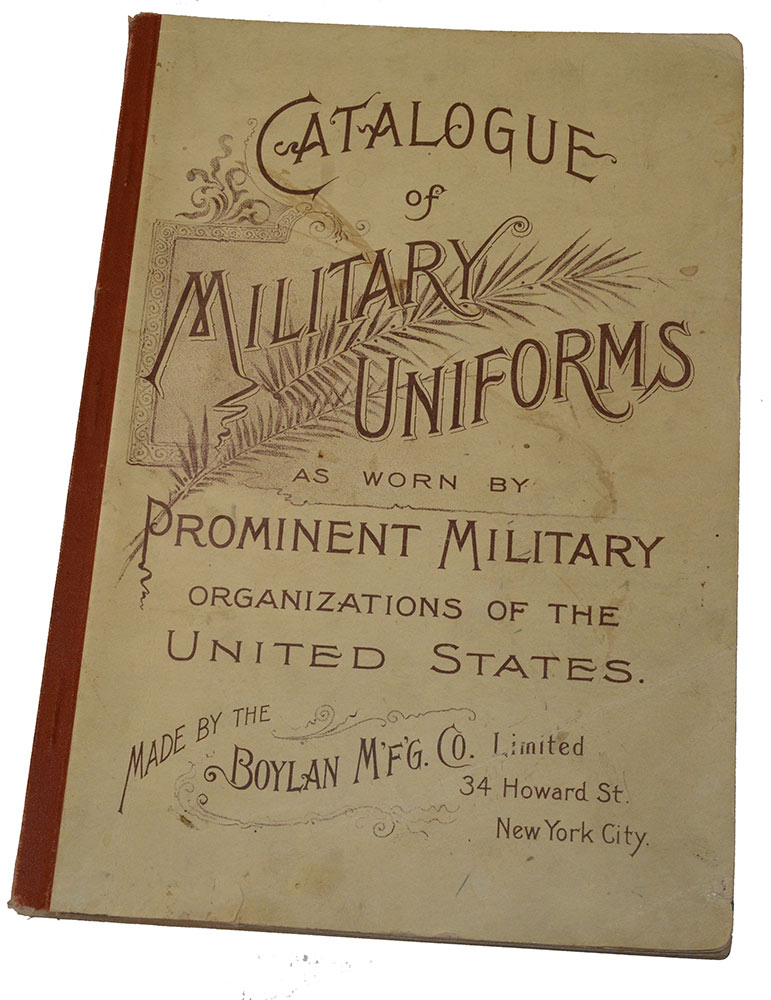 CATALOGUE
of
MILITARY
UNIFORMS
AS WORN BY
PROMINENT MILITARY
ORGANIZATIONS OF THE
UNITED STATES.
MADE BY THE
BOYLAN M'F'G. CO. Limited
34 Howard St.
New York City.